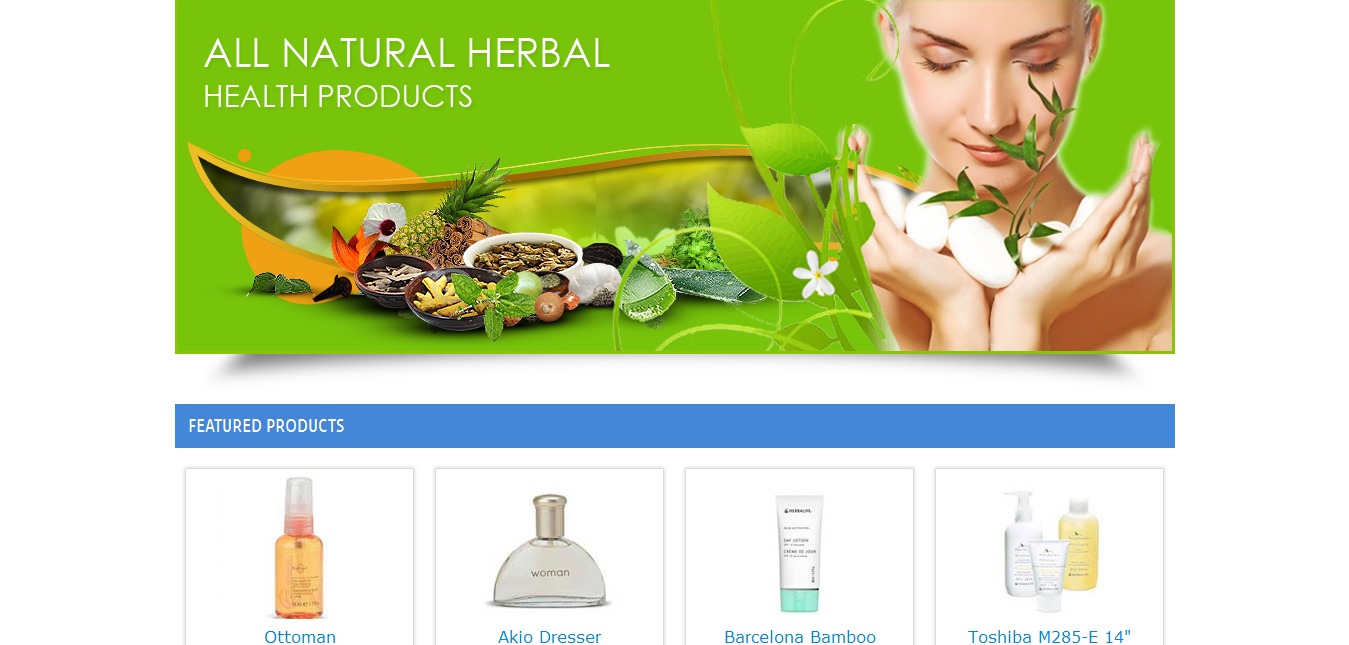 ALL NATURAL HERBAL
HEALTH PRODUCTS
FEATURED PRODUCTS
woman
HERBALIFE
DAY LOTION
CRÈME DE JOUR
Ottoman
Akio Dresser
Barcelona Bamboo
Toshiba M285-E 14"